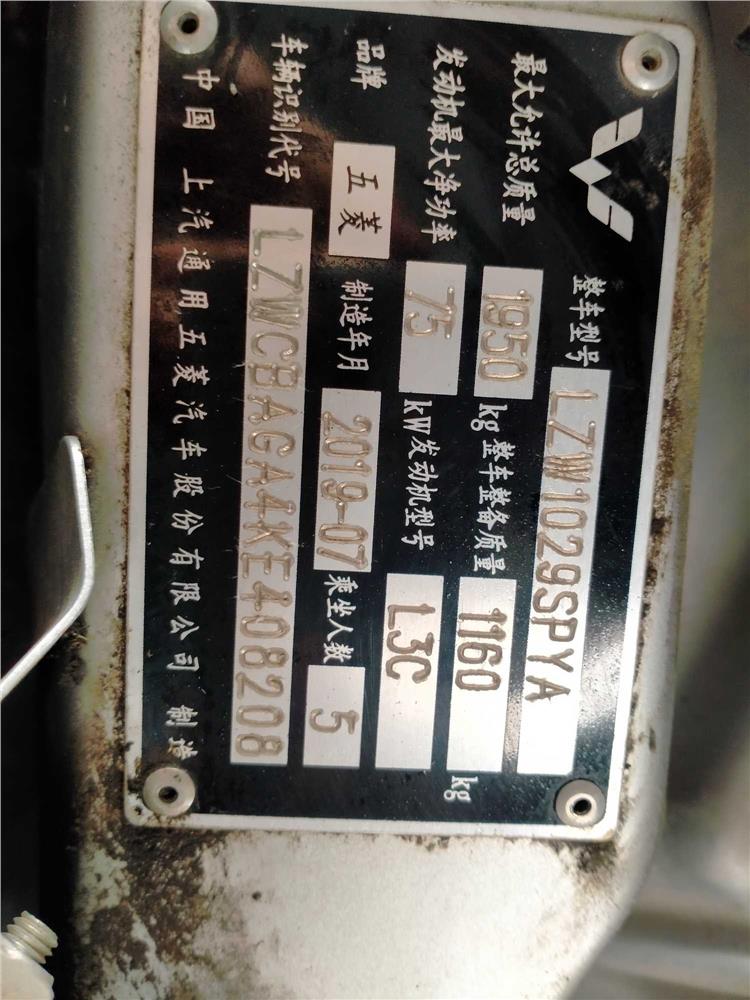 整车型号 LZW1029SPYA
最大允许总质量 1950 kg 整车整备质量 1160 kg
发动机最大净功率 75 kW 发动机型号 L3C
品牌 五菱 制造年月 2019-07 乘坐人数 5
车辆识别代号 LZWCBAGA4KE408208
中国 上汽通用五菱汽车股份有限公司 制造